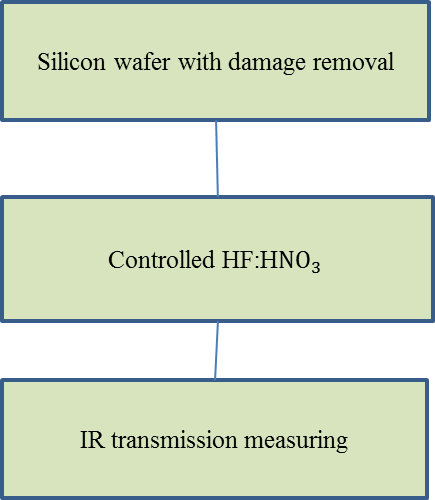 Silicon wafer with damage removal
Controlled HF:HNO₃
IR transmission measuring